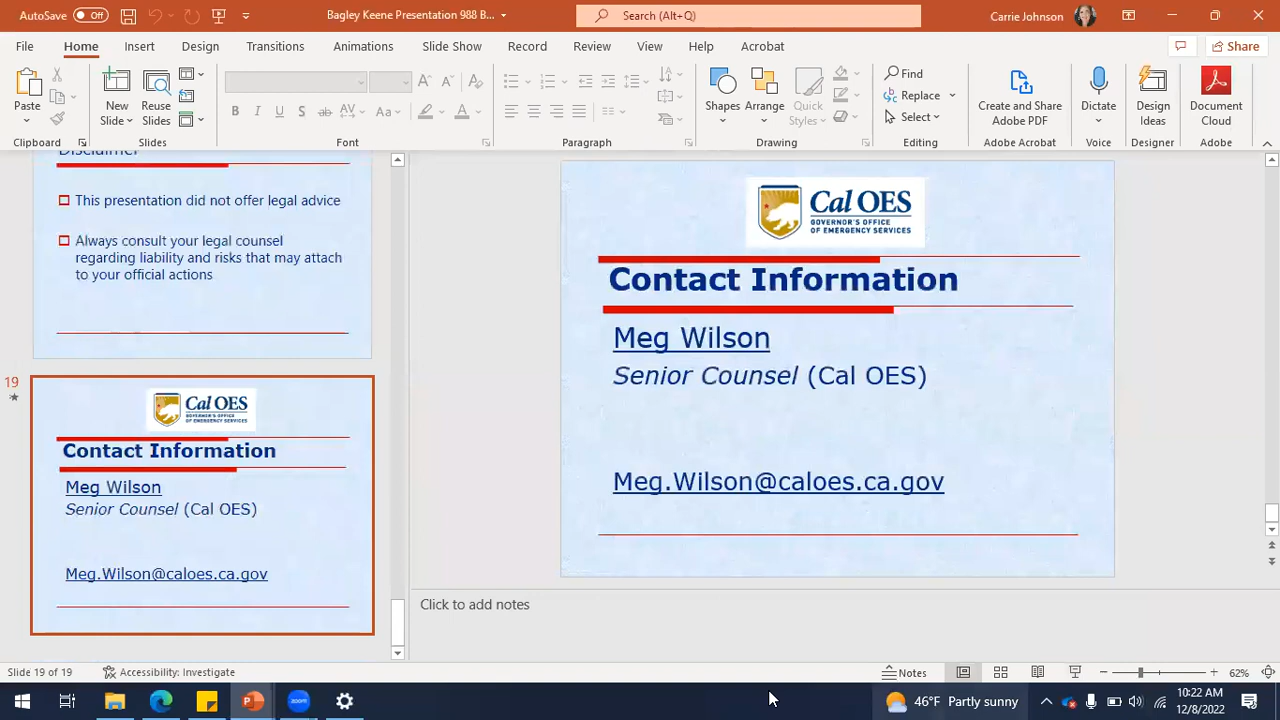 AutoSave Off
Bagley Keene Presentation 988 B...
Search (Alt+Q)
Carrie Johnson
File Home Insert Design Transitions Animations Slide Show Record Review View Help Acrobat
Share
Paste
New
Slide
Reuse
Slides
B I U S ab AV Aa A
Shapes
Arrange
Quick
Styles
Find
Replace
Select
Create and Share
Adobe PDF
Dictate
Design
Ideas
Document
Cloud
Clipboard Slides Font Paragraph Drawing Editing Adobe Acrobat Voice Designer Adobe
Disclaimer
This presentation did not offer legal advice
Always consult your legal counsel
regarding liability and risks that may attach
to your official actions
19
Cal OES
GOVERNOR'S OFFICE
OF EMERGENCY SERVICES
Contact Information
Meg Wilson
Senior Counsel (Cal OES)
Meg.Wilson@caloes.ca.gov
Cal OES
GOVERNOR'S OFFICE
OF EMERGENCY SERVICES
Contact Information
Meg Wilson
Senior Counsel (Cal OES)
Meg.Wilson@caloes.ca.gov
Click to add notes
Slide 19 of 19
Accessibility: Investigate
Notes
62%
zoom
46°F Partly sunny
10:22 AM
12/8/2022